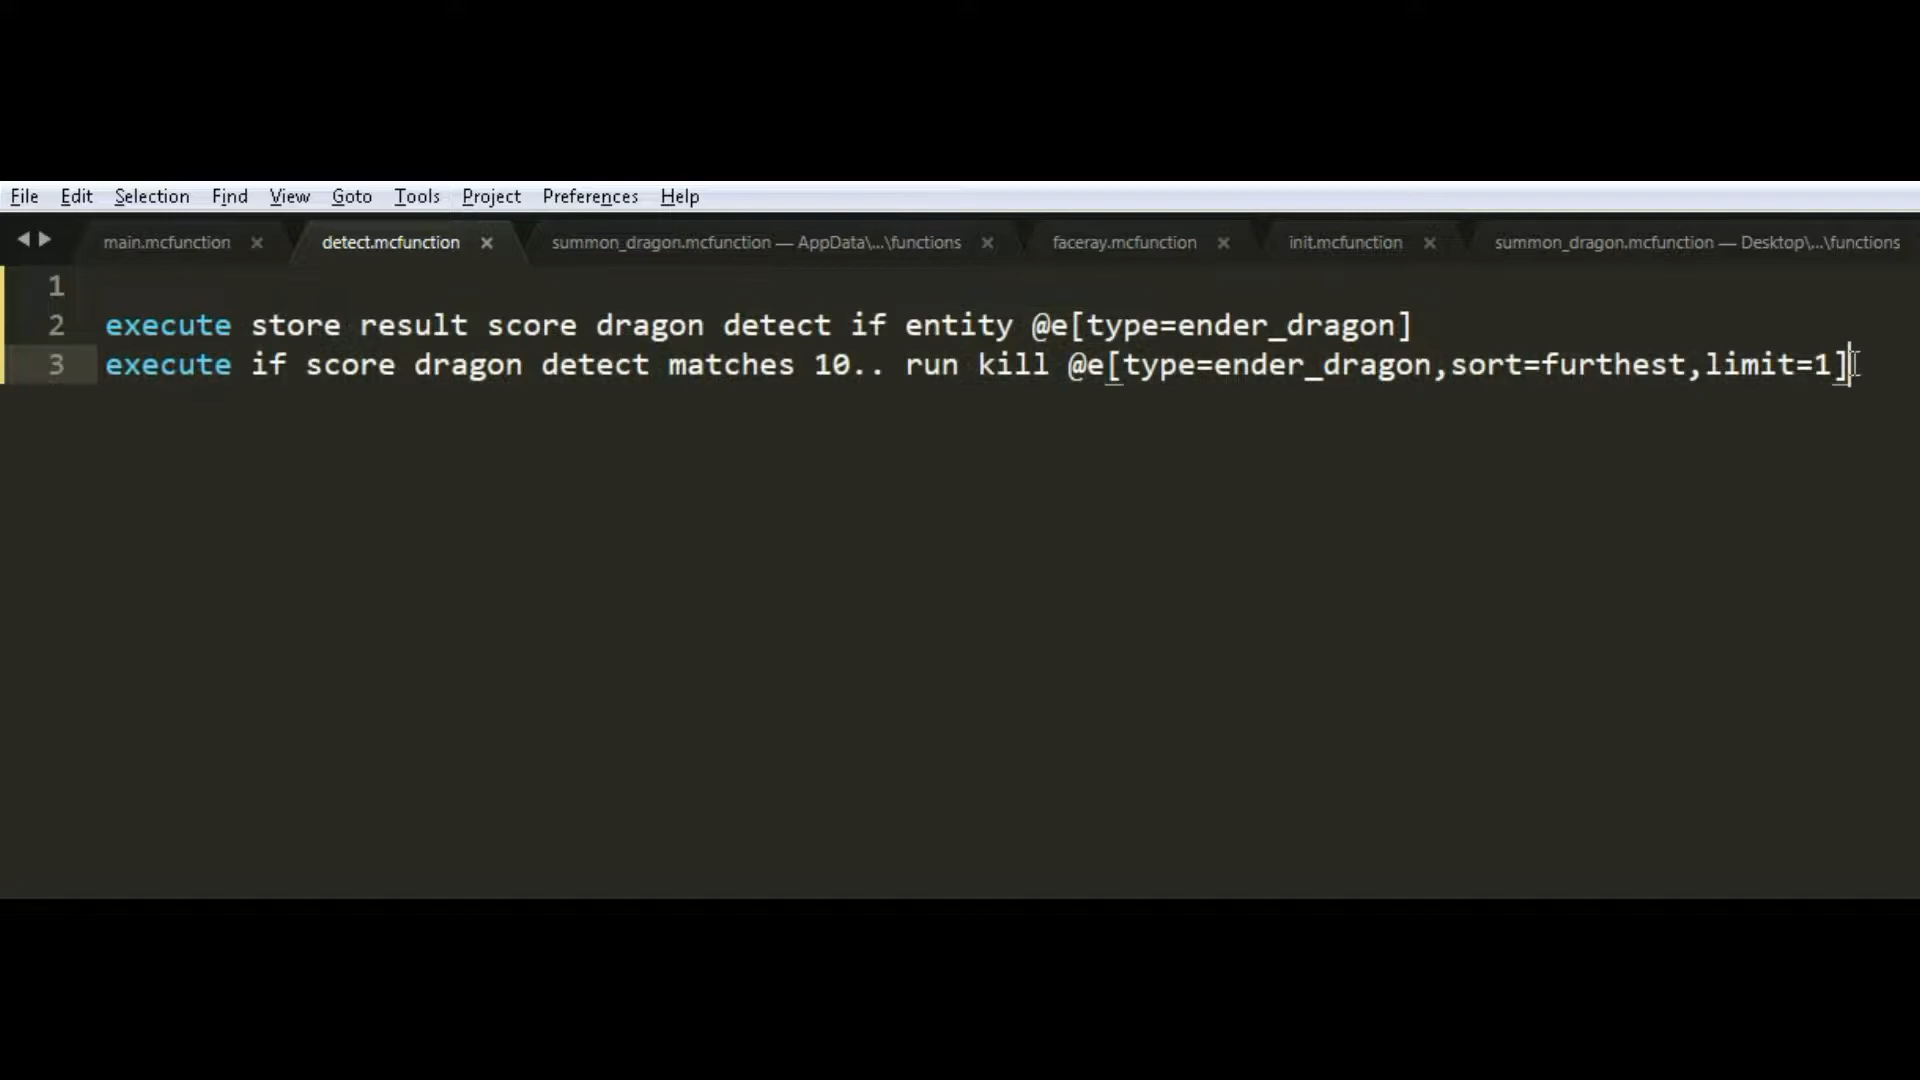 File Edit Selection Find View Goto Tools Project Preferences Help
main.mcfunction × detect.mcfunction × summon_dragon.mcfunction — AppData\...\functions × faceray.mcfunction × init.mcfunction × summon_dragon.mcfunction — Desktop\...\functions
1
2 execute store result score dragon detect if entity @e[type=ender_dragon]
3 execute if score dragon detect matches 10.. run kill @e[type=ender_dragon,sort=furthest,limit=1]